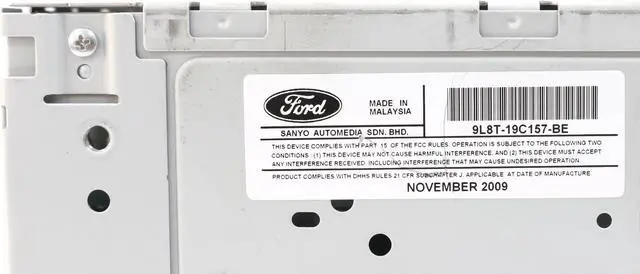 Ford
MADE IN
MALAYSIA
SANYO AUTOMEDIA SDN. BHD.
9L8T-19C157-BE
THIS DEVICE COMPLIES WITH PART 15 OF THE FCC RULES. OPERATION IS SUBJECT TO THE FOLLOWING TWO
CONDITIONS : (1) THIS DEVICE MAY NOT CAUSE HARMFUL INTERFERENCE, AND (2) THIS DEVICE MUST ACCEPT
ANY INTERFERENCE RECEIVED, INCLUDING INTERFERENCE THAT MAY CAUSE UNDESIRED OPERATION.
PRODUCT COMPLIES WITH DHHS RULES 21 CFR SUBCHAPTER J, APPLICABLE AT DATE OF MANUFACTURE
NOVEMBER 2009